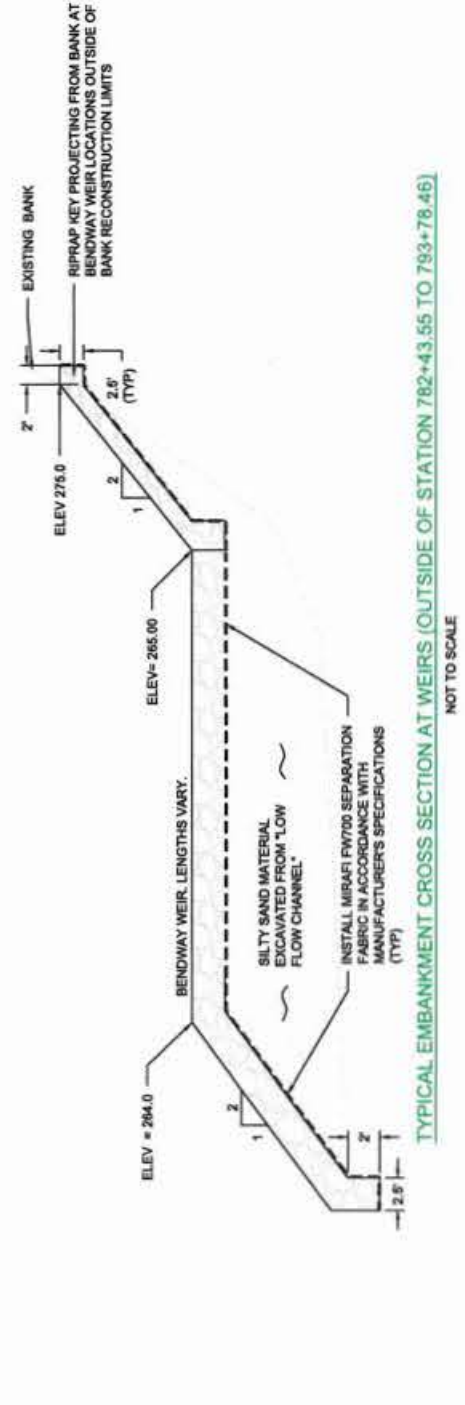 EXISTING BANK
2'
RIPRAP KEY PROJECTING FROM BANK AT
BENDWAY WEIR LOCATIONS OUTSIDE OF
BANK RECONSTRUCTION LIMITS
ELEV 275.0
2.5'
(TYP)
2
1
ELEV= 265.00
BENDWAY WEIR. LENGTHS VARY.
ELEV = 264.0
2
1
SILTY SAND MATERIAL
EXCAVATED FROM "LOW
FLOW CHANNEL"
INSTALL MIRAFI FW700 SEPARATION
FABRIC IN ACCORDANCE WITH
MANUFACTURER'S SPECIFICATIONS
(TYP)
2'
2.5'
TYPICAL EMBANKMENT CROSS SECTION AT WEIRS (OUTSIDE OF STATION 782+43.55 TO 793+78.46)
NOT TO SCALE